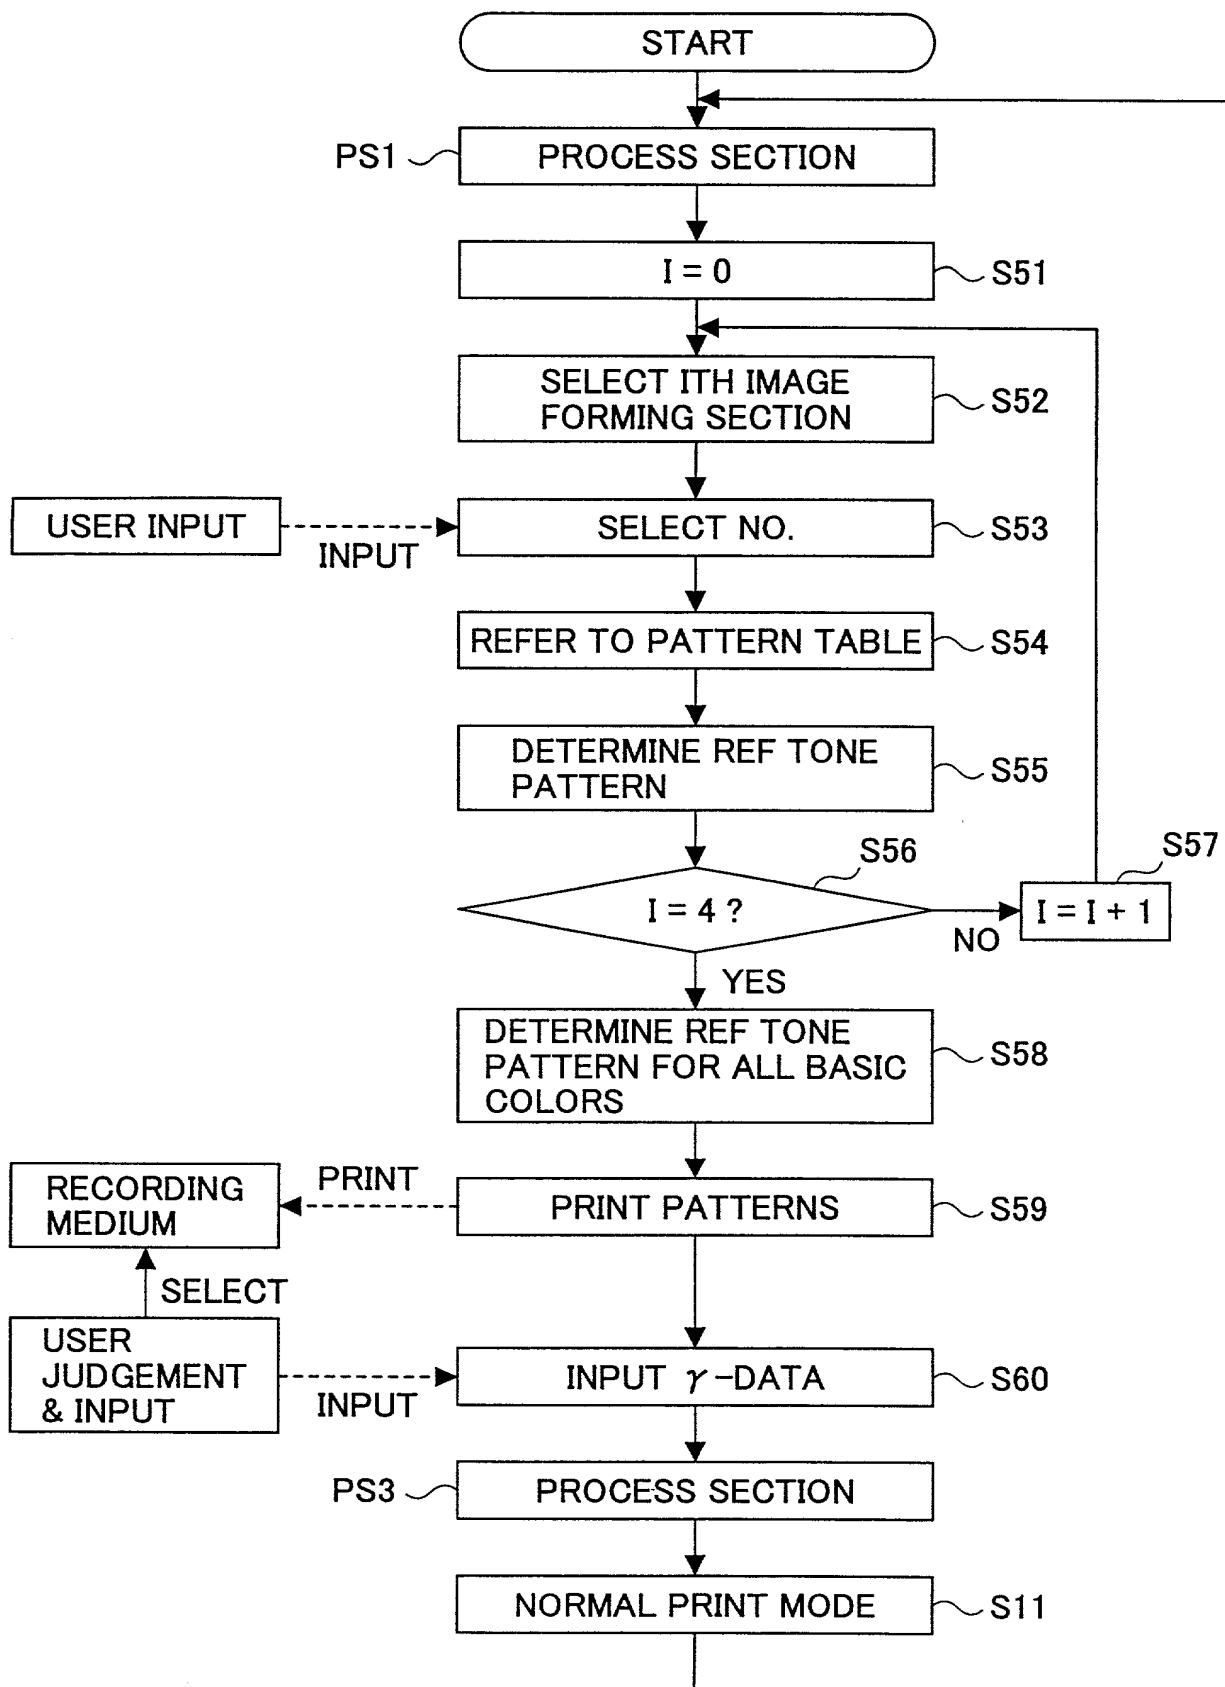 START
PS1
PROCESS SECTION
I = 0
S51
SELECT ITH IMAGE
FORMING SECTION
S52
USER INPUT
INPUT
SELECT NO.
S53
REFER TO PATTERN TABLE
S54
DETERMINE REF TONE
PATTERN
S55
S56
S57
I = 4 ?
NO
I = I + 1
YES
DETERMINE REF TONE
PATTERN FOR ALL BASIC
COLORS
S58
RECORDING
MEDIUM
PRINT
PRINT PATTERNS
S59
SELECT
USER
JUDGEMENT
& INPUT
INPUT
INPUT γ-DATA
S60
PS3
PROCESS SECTION
NORMAL PRINT MODE
S11